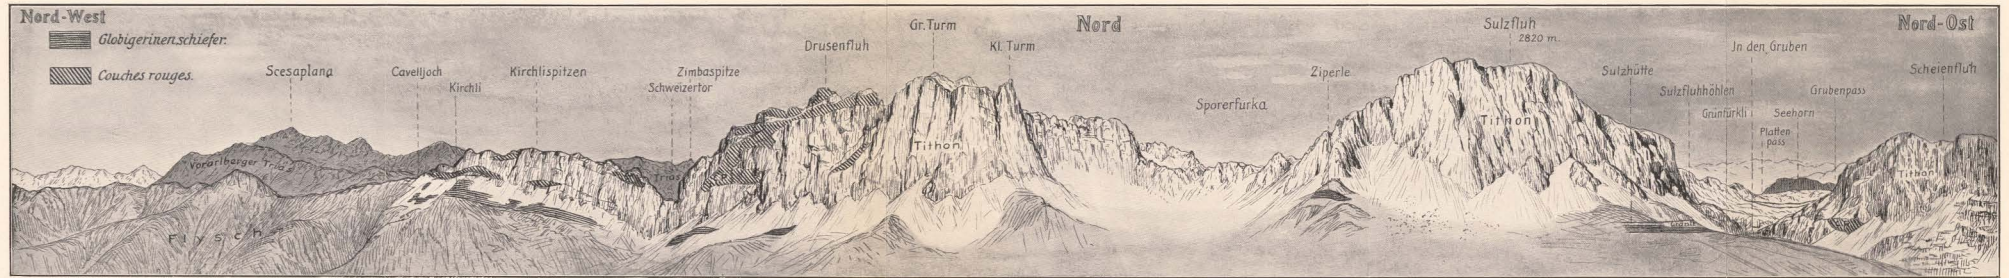 Nord-West
Nord
Nord-Ost
Globigerinenschiefer.
Couches rouges.
Scesaplana
Cavelljoch
Kirchli
Kirchlispitzen
Zimbaspitze
Schweizertor
Drusenfluh
Gr. Turm
Kl. Turm
Sporerfurka
Ziperle
Sulzfluh
2820 m.
Sulzhütte
Sulzfluhhöhlen
In den Gruben
Grünfürkli
Platten
pass
Seehorn
Grubenpass
Scheienfluh
Vorarlberger Trias
Trias
Tithon
Tithon
Tithon
Flysch